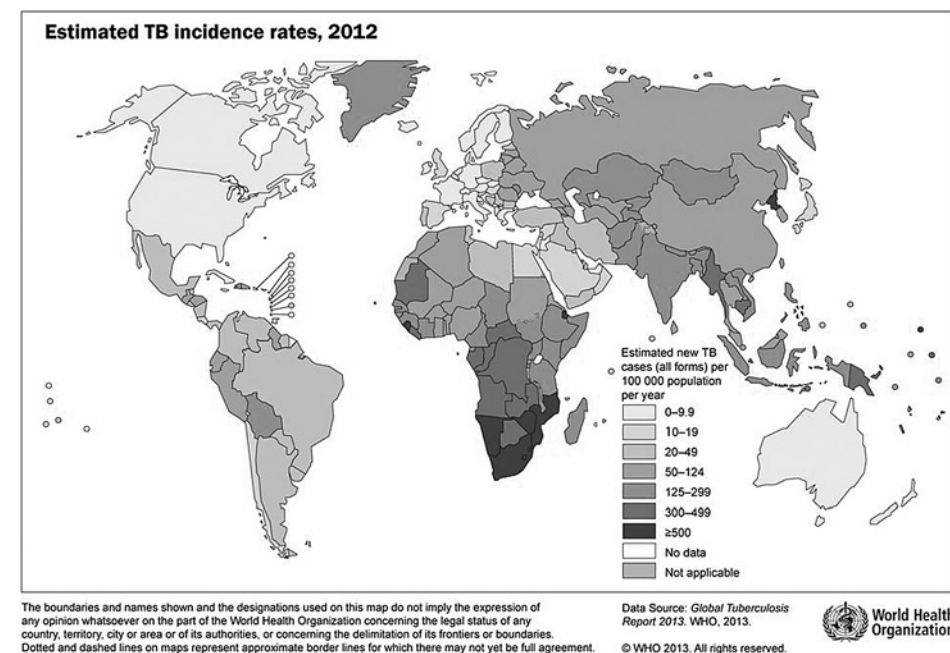 Estimated TB incidence rates, 2012
Estimated new TB
cases (all forms) per
100 000 population
per year
0–9.9
10–19
20–49
50–124
125–299
300–499
≥500
No data
Not applicable
The boundaries and names shown and the designations used on this map do not imply the expression of
any opinion whatsoever on the part of the World Health Organization concerning the legal status of any
country, territory, city or area or of its authorities, or concerning the delimitation of its frontiers or boundaries.
Dotted and dashed lines on maps represent approximate border lines for which there may not yet be full agreement.
Data Source: Global Tuberculosis
Report 2013. WHO, 2013.
© WHO 2013. All rights reserved.
World Health
Organization